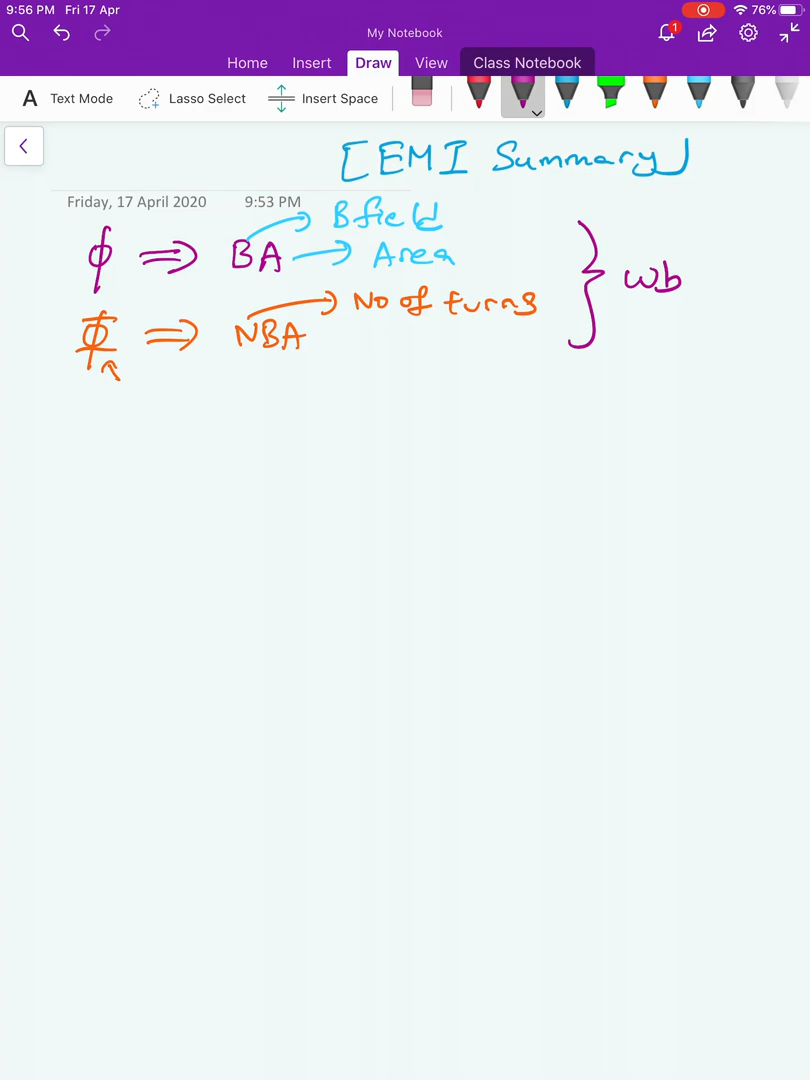 9:56 PM Fri 17 Apr 76%
My Notebook
1
Home Insert Draw View Class Notebook
A Text Mode Lasso Select Insert Space
[EMI Summary]
Friday, 17 April 2020 9:53 PM
B field
ϕ ⇒ BA → Area
} wb
No of turns
Φ ⇒ NBA